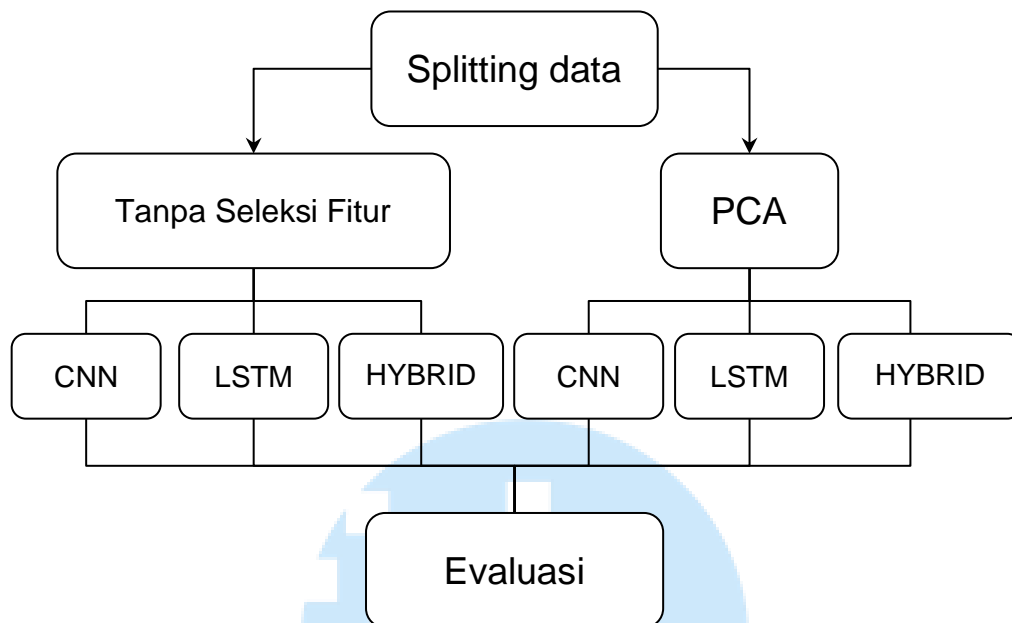 Splitting data
Tanpa Seleksi Fitur
PCA
CNN
LSTM
HYBRID
CNN
LSTM
HYBRID
Evaluasi